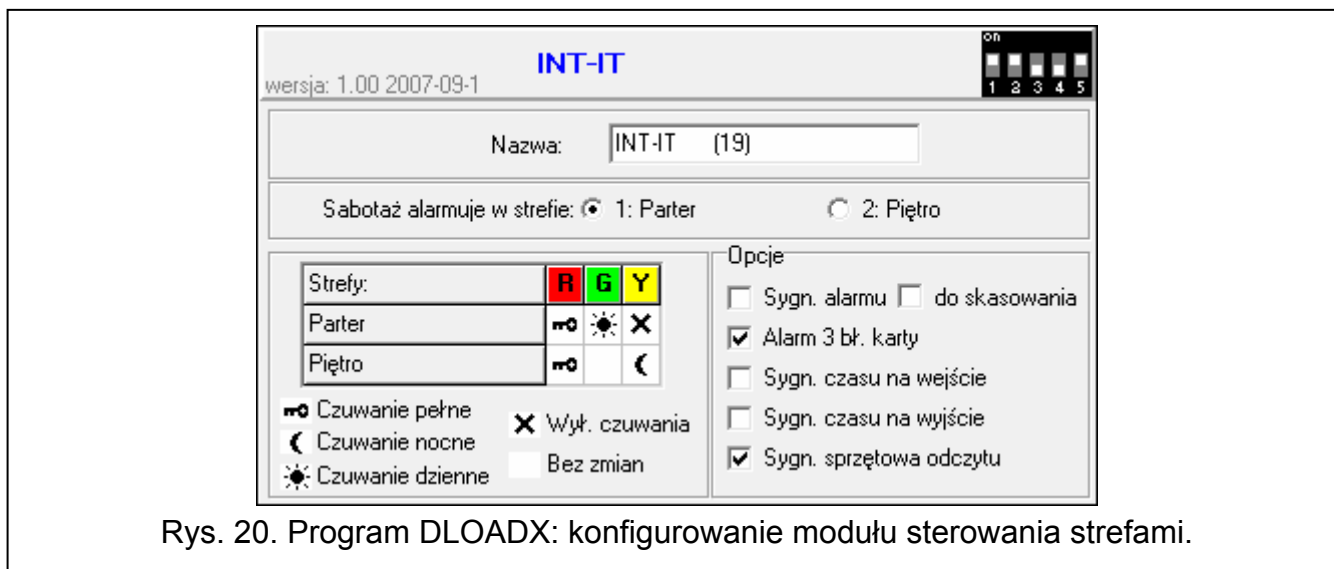 INT-IT
wersja: 1.00 2007-09-1
on
1 2 3 4 5
Nazwa: INT-IT (19)
Sabotaż alarmuje w strefie: 1: Parter 2: Piętro
Strefy: R G Y
Parter
Piętro
Czuwanie pełne
Czuwanie nocne
Czuwanie dzienne
Wył. czuwania
Bez zmian
Opcje
Sygn. alarmu do skasowania
Alarm 3 bł. karty
Sygn. czasu na wejście
Sygn. czasu na wyjście
Sygn. sprzętowa odczytu
Rys. 20. Program DLOADX: konfigurowanie modułu sterowania strefami.